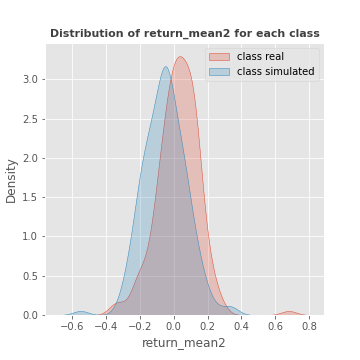 Distribution of return_mean2 for each class
class real
class simulated
Density
3.0
2.5
2.0
1.5
1.0
0.5
0.0
−0.6 −0.4 −0.2 0.0 0.2 0.4 0.6 0.8
return_mean2